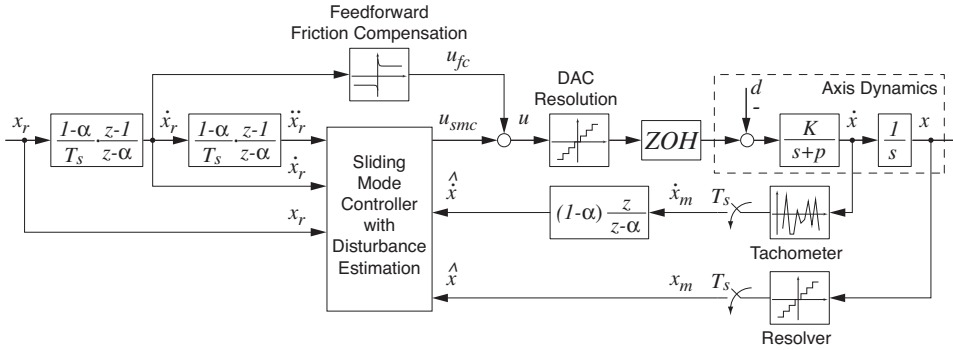 Feedforward
Friction Compensation
u_fc
DAC
Resolution
d
-
Axis Dynamics
x_r
1-α / T_s · z-1 / z-α
ẋ_r
1-α / T_s · z-1 / z-α
ẍ_r
u_smc
u
ZOH
K / s+p
ẋ
1 / s
x
ẋ_r
x_r
Sliding
Mode
Controller
with
Disturbance
Estimation
ẋ̂
(1-α) z / z-α
ẋ_m
T_s
Tachometer
x̂
x_m
T_s
Resolver